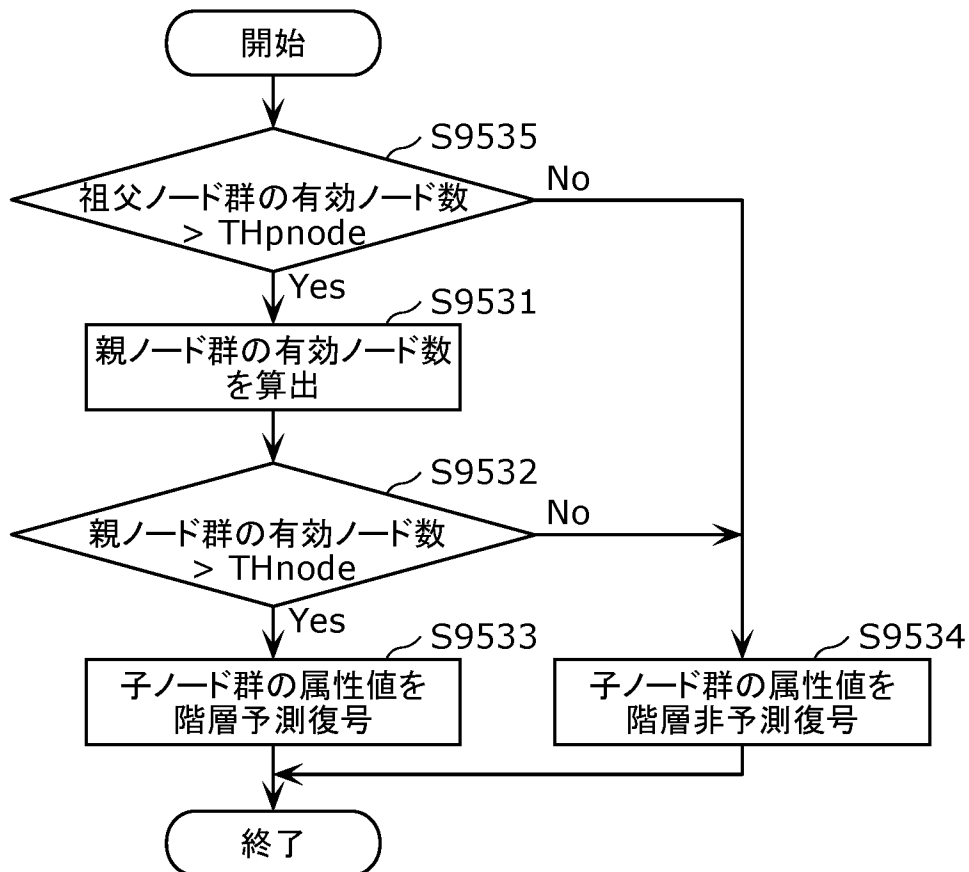 開始
S9535
祖父ノード群の有効ノード数
> THpnode
No
Yes
S9531
親ノード群の有効ノード数
を算出
S9532
親ノード群の有効ノード数
> THnode
No
Yes
S9533
子ノード群の属性値を
階層予測復号
S9534
子ノード群の属性値を
階層非予測復号
終了